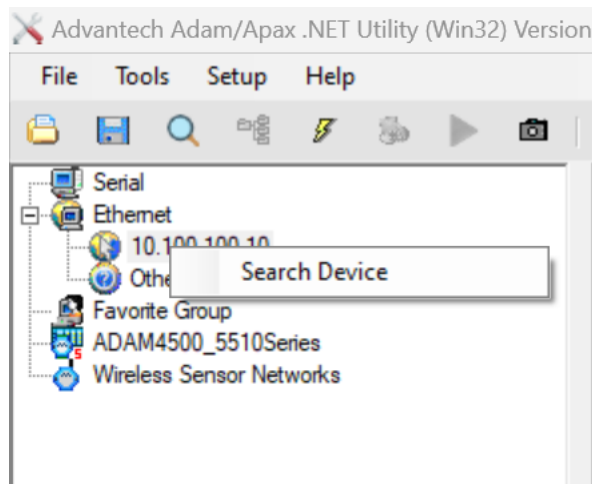 Advantech Adam/Apax .NET Utility (Win32) Version
File Tools Setup Help
Serial
Ethernet
10.100.100.10
Search Device
Favorite Group
ADAM4500_5510Series
Wireless Sensor Networks